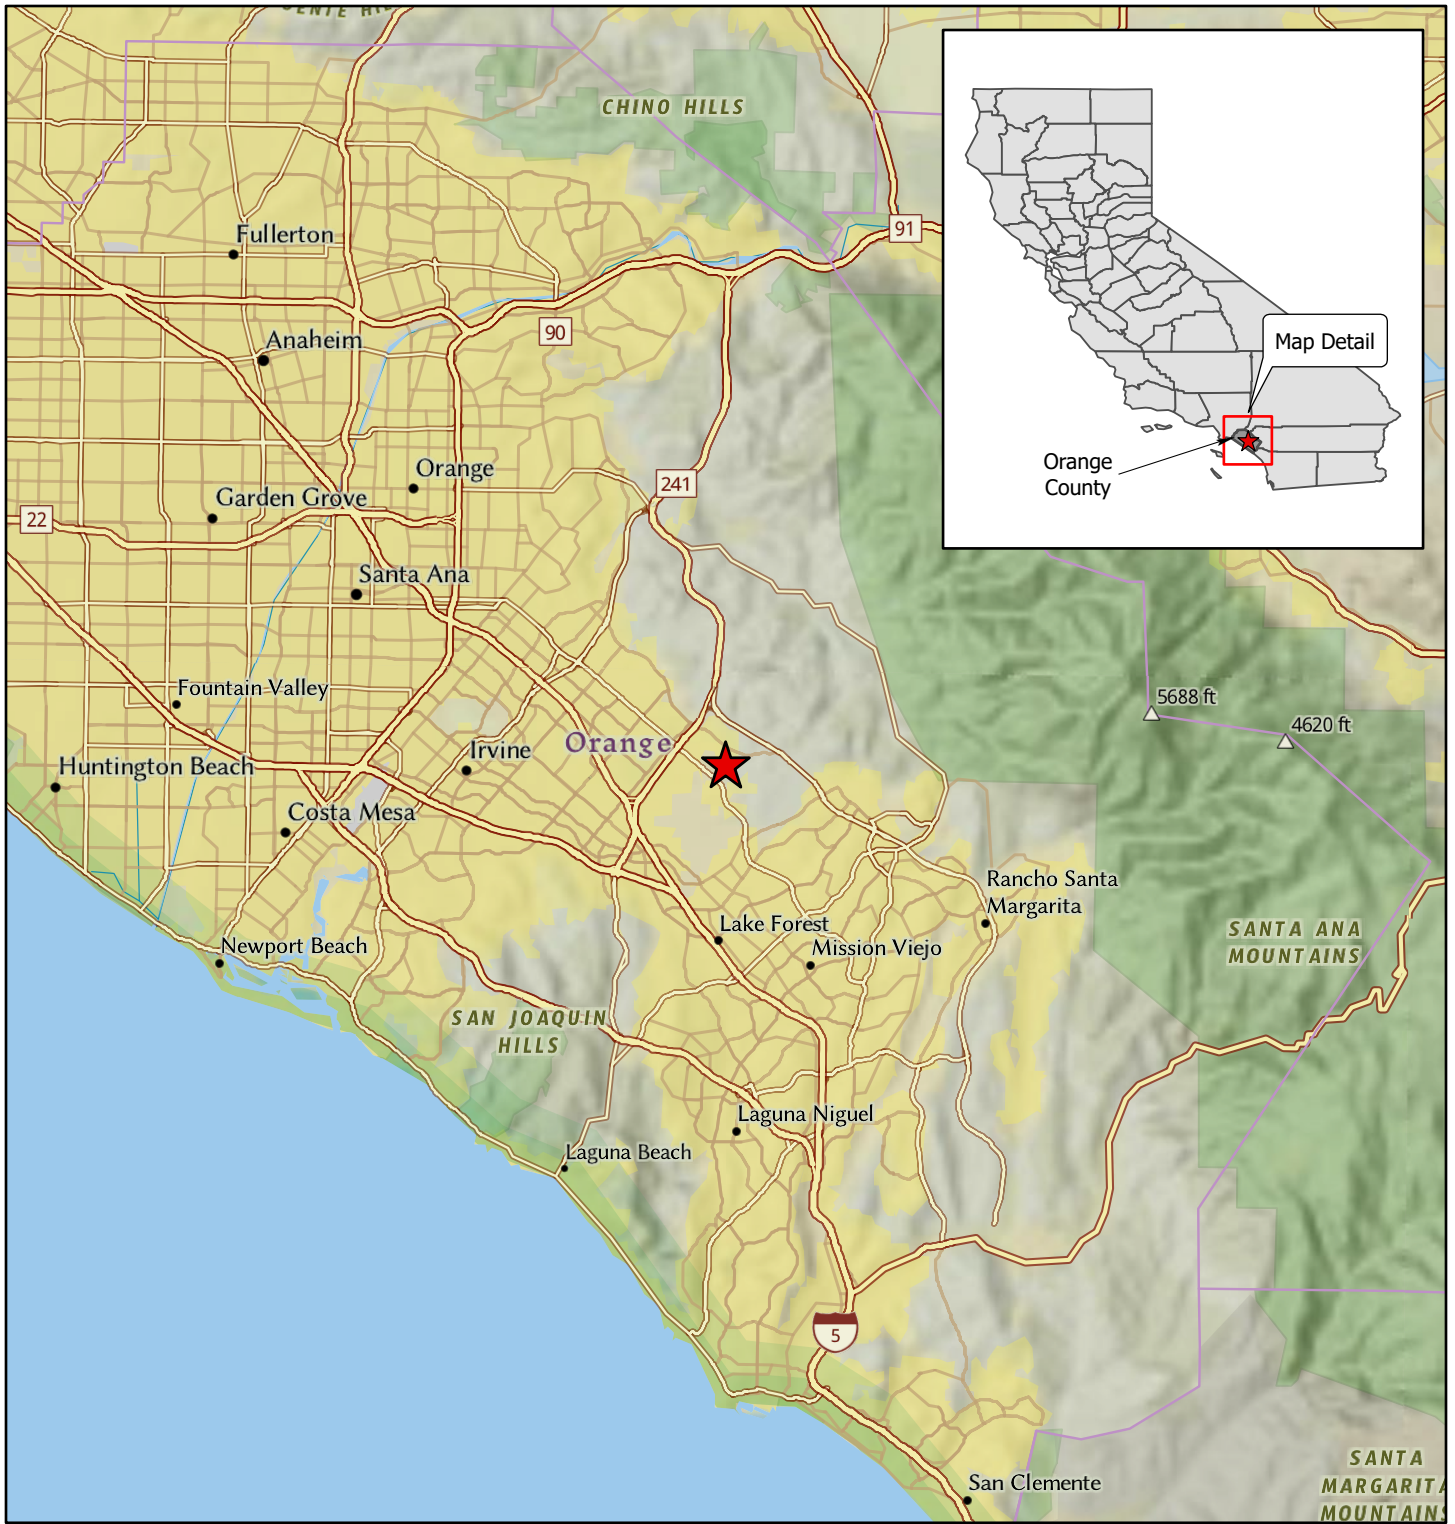 CHINO HILLS
91
Fullerton
90
Anaheim
Map Detail
Orange
County
Orange
241
Garden Grove
22
Santa Ana
Fountain Valley
5688 ft
4620 ft
Orange
Irvine
Huntington Beach
Costa Mesa
Rancho Santa
Margarita
Lake Forest
Mission Viejo
SANTA ANA
MOUNTAINS
Newport Beach
SAN JOAQUIN
HILLS
Laguna Niguel
Laguna Beach
5
San Clemente
SANTA
MARGARITA
MOUNTAINS